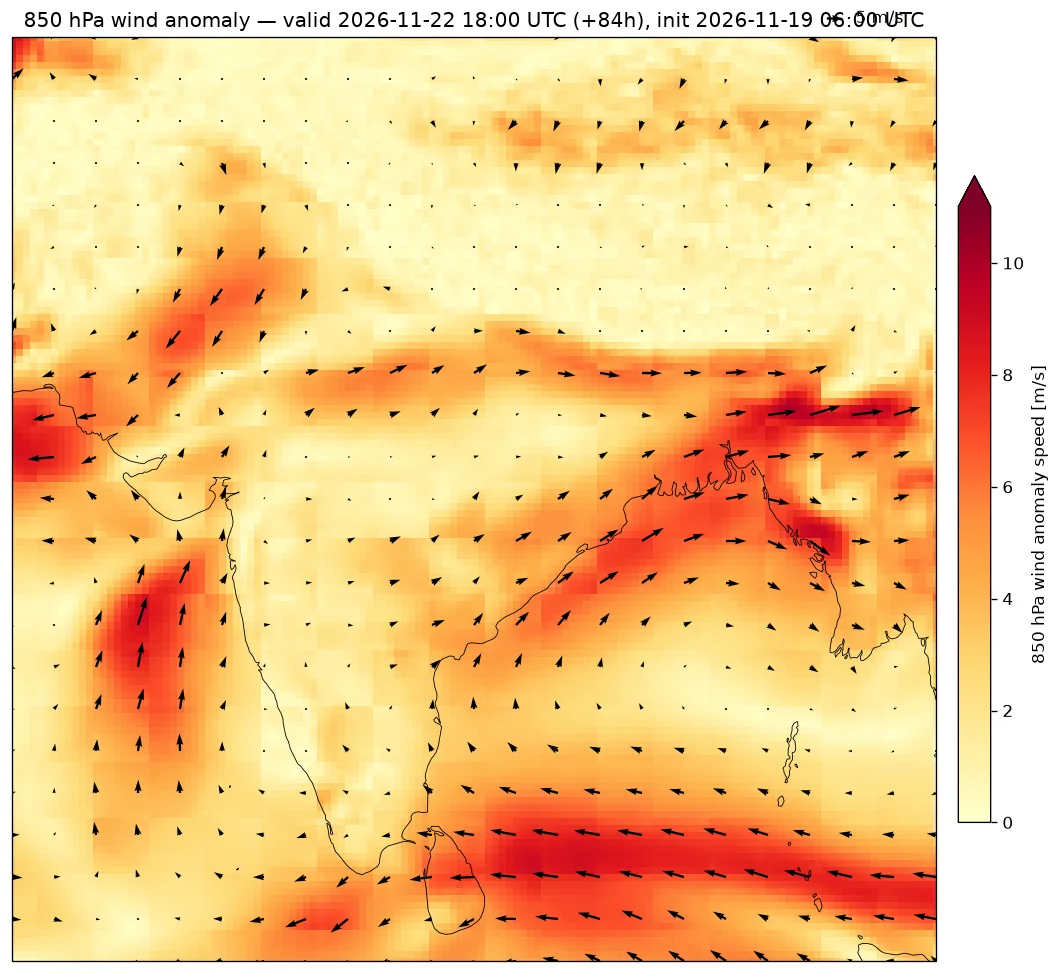 850 hPa wind anomaly — valid 2026-11-22 18:00 UTC (+84h), init 2026-11-19 06:00 UTC
5 m/s
10
8
6
4
2
0
850 hPa wind anomaly speed [m/s]